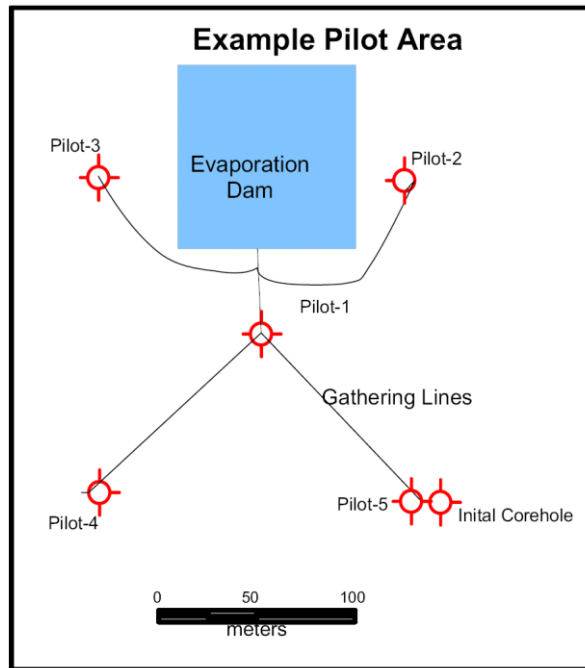 Example Pilot Area
Pilot-3
Pilot-2
Evaporation
Dam
Pilot-1
Gathering Lines
Pilot-5
Inital Corehole
Pilot-4
0 50 100
meters